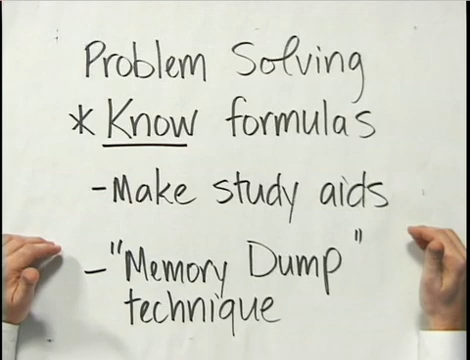 Problem Solving
* Know formulas
- Make study aids
- "Memory Dump"
technique